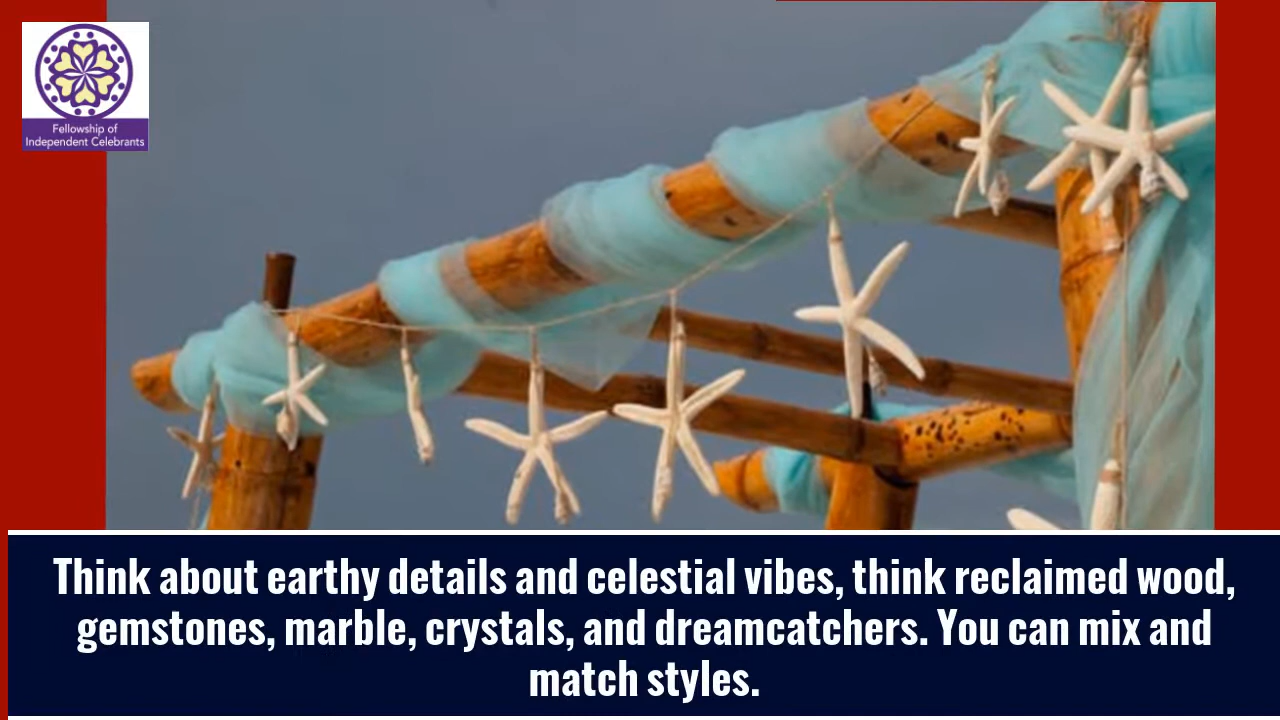 Fellowship of
Independent Celebrants
Think about earthy details and celestial vibes, think reclaimed wood,
gemstones, marble, crystals, and dreamcatchers. You can mix and
match styles.